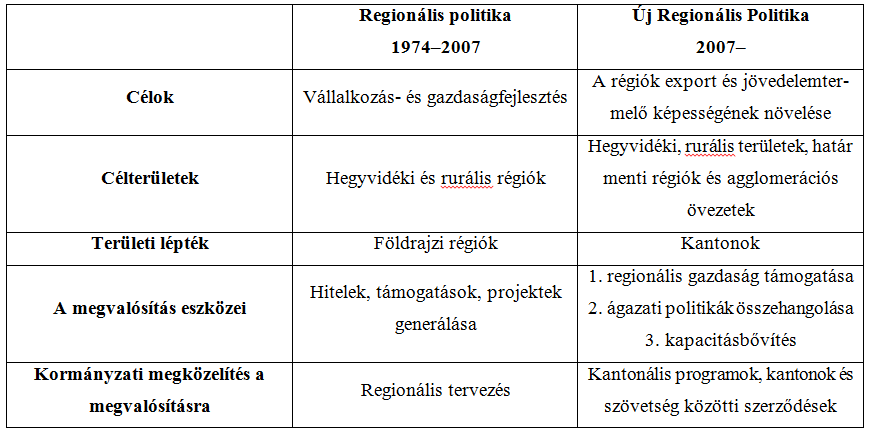 Regionális politika
1974–2007
Új Regionális Politika
2007–
Célok
Vállalkozás- és gazdaságfejlesztés
A régiók export és jövedelemter-
melő képességének növelése
Célterületek
Hegyvidéki és rurális régiók
Hegyvidéki, rurális területek, határ
menti régiók és agglomerációs
övezetek
Területi lépték
Földrajzi régiók
Kantonok
A megvalósítás eszközei
Hitelek, támogatások, projektek
generálása
1. regionális gazdaság támogatása
2. ágazati politikák összehangolása
3. kapacitásbővítés
Kormányzati megközelítés a
megvalósításra
Regionális tervezés
Kantonális programok, kantonok és
szövetség közötti szerződések